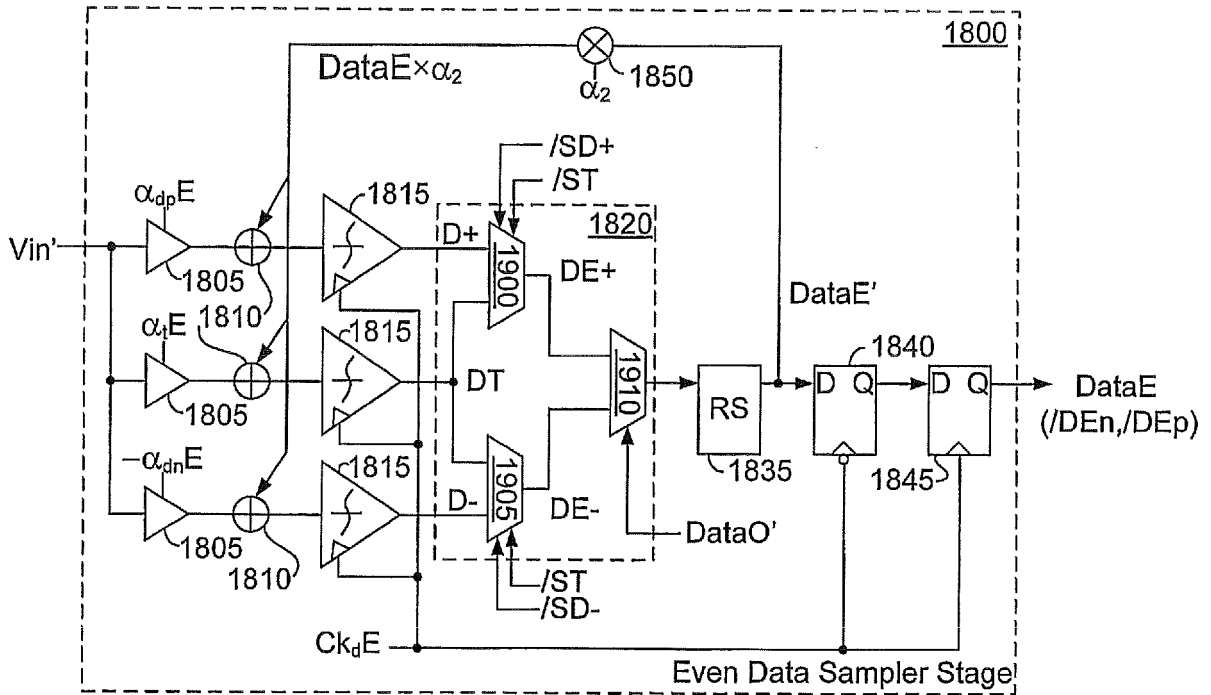 1800
DataE×α₂
α₂
1850
/SD+
/ST
αdpE
1815
1820
D+
Vin'
1900
DE+
1805
1810
DataE'
αtE
1815
1840
DT
1910
RS
D Q
D Q
DataE
(/DEn,/DEp)
1805
–αdnE
1815
1835
1845
D-
1905
DE-
DataO'
1805
1810
/ST
/SD-
CkdE
Even Data Sampler Stage